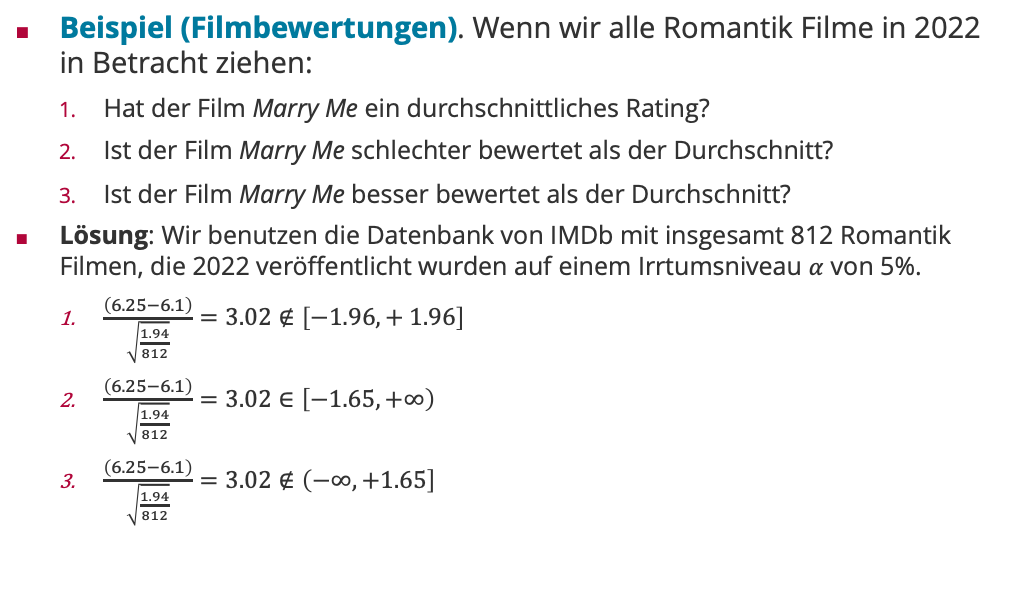 Beispiel (Filmbewertungen). Wenn wir alle Romantik Filme in 2022
in Betracht ziehen:
1. Hat der Film Marry Me ein durchschnittliches Rating?
2. Ist der Film Marry Me schlechter bewertet als der Durchschnitt?
3. Ist der Film Marry Me besser bewertet als der Durchschnitt?
Lösung: Wir benutzen die Datenbank von IMDb mit insgesamt 812 Romantik
Filmen, die 2022 veröffentlicht wurden auf einem Irrtumsniveau α von 5%.
1. (6.25−6.1) / √(1.94/812) = 3.02 ∉ [−1.96, + 1.96]
2. (6.25−6.1) / √(1.94/812) = 3.02 ∈ [−1.65, +∞)
3. (6.25−6.1) / √(1.94/812) = 3.02 ∉ (−∞, +1.65]